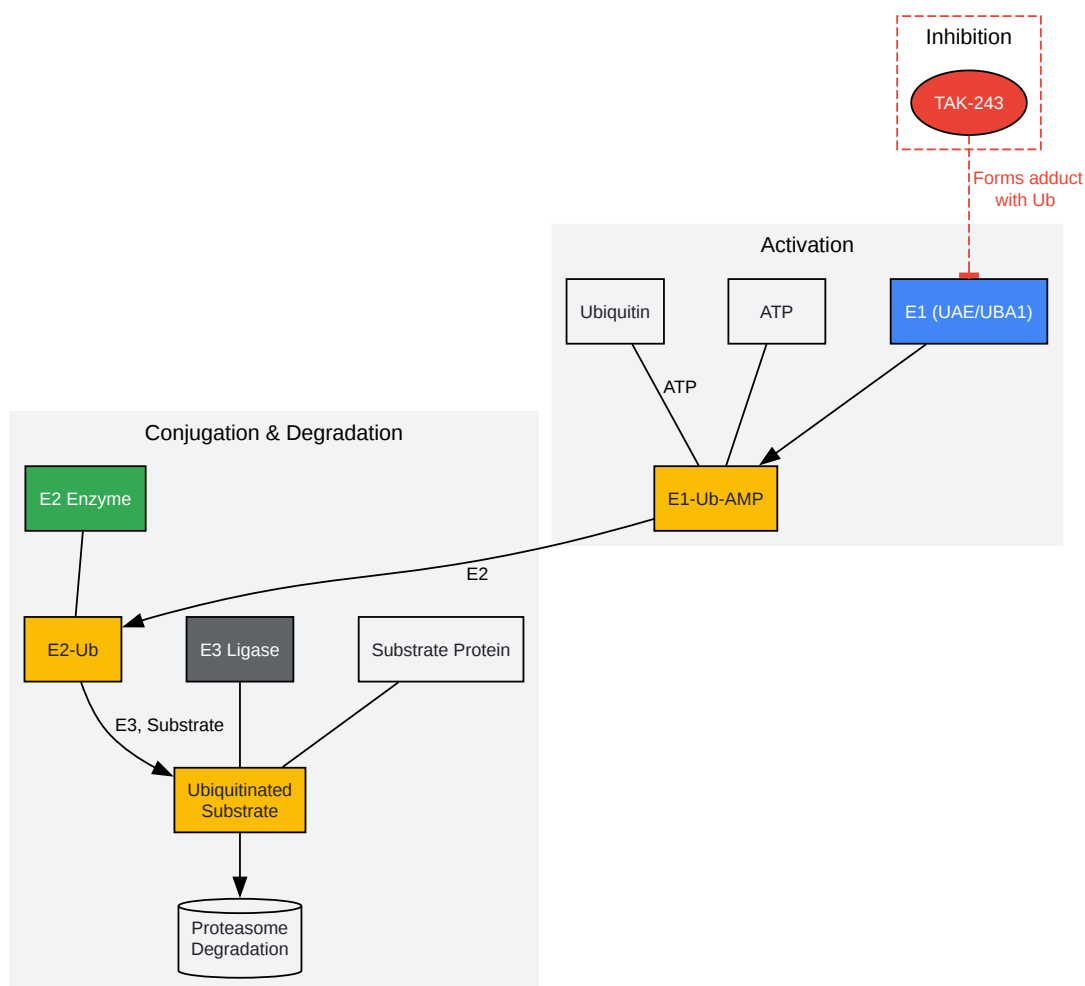 Inhibition
TAK-243
Forms adduct
with Ub
Activation
Ubiquitin
ATP
E1 (UAE/UBA1)
ATP
E1-Ub-AMP
Conjugation & Degradation
E2 Enzyme
E2
E2-Ub
E3 Ligase
Substrate Protein
E3, Substrate
Ubiquitinated
Substrate
Proteasome
Degradation